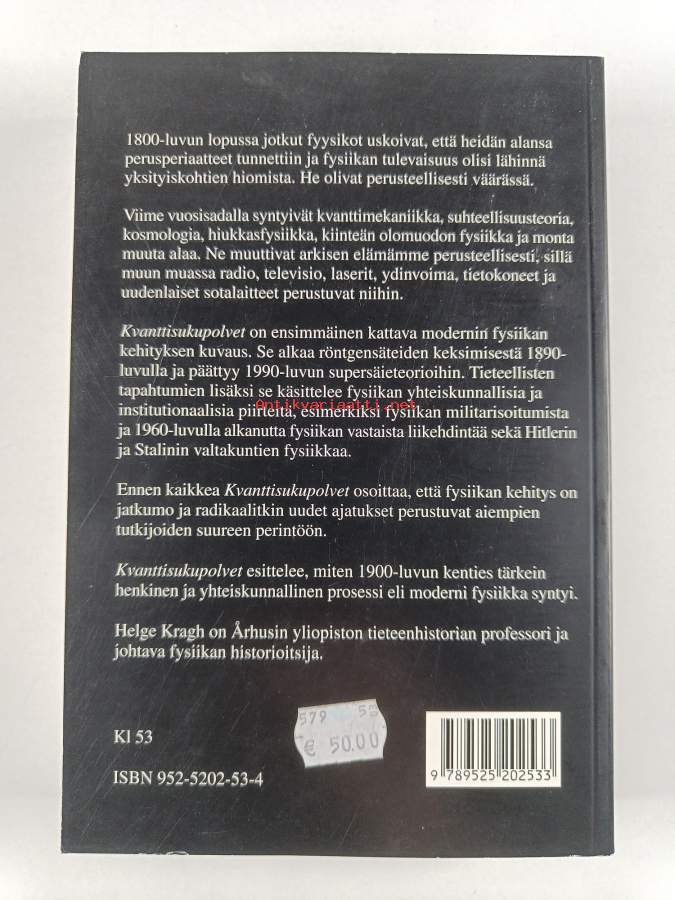 1800-luvun lopussa jotkut fyysikot uskoivat, että heidän alansa
perusperiaatteet tunnettiin ja fysiikan tulevaisuus olisi lähinnä
yksityiskohtien hiomista. He olivat perusteellisesti väärässä.
Viime vuosisadalla syntyivät kvanttimekaniikka, suhteellisuusteoria,
kosmologia, hiukkasfysiikka, kiinteän olomuodon fysiikka ja monta
muuta alaa. Ne muuttivat arkisen elämämme perusteellisesti, sillä
muun muassa radio, televisio, laserit, ydinvoima, tietokoneet ja
uudenlaiset sotalaitteet perustuvat niihin.
Kvanttisukupolvet on ensimmäinen kattava modernin fysiikan
kehityksen kuvaus. Se alkaa röntgensäteiden keksimisestä 1890-
luvulla ja päättyy 1990-luvun supersäieteorioihin. Tieteellisten
tapahtumien lisäksi se käsittelee fysiikan yhteiskunnallisia ja
institutionaalisia piirteitä, esimerkiksi fysiikan militarisoitumista
Antikvariaatti.net
ja 1960-luvulla alkanutta fysiikan vastaista liikehdintää sekä Hitlerin
ja Stalinin valtakuntien fysiikkaa.
Ennen kaikkea Kvanttisukupolvet osoittaa, että fysiikan kehitys on
jatkumo ja radikaalitkin uudet ajatukset perustuvat aiempien
tutkijoiden suureen perintöön.
Kvanttisukupolvet esittelee, miten 1900-luvun kenties tärkein
henkinen ja yhteiskunnallinen prosessi eli moderni fysiikka syntyi.
Helge Kragh on Århusin yliopiston tieteenhistorian professori ja
johtava fysiikan historioitsija.
579 53
€ 50.00
Kl 53
ISBN 952-5202-53-4
9 789525 202533